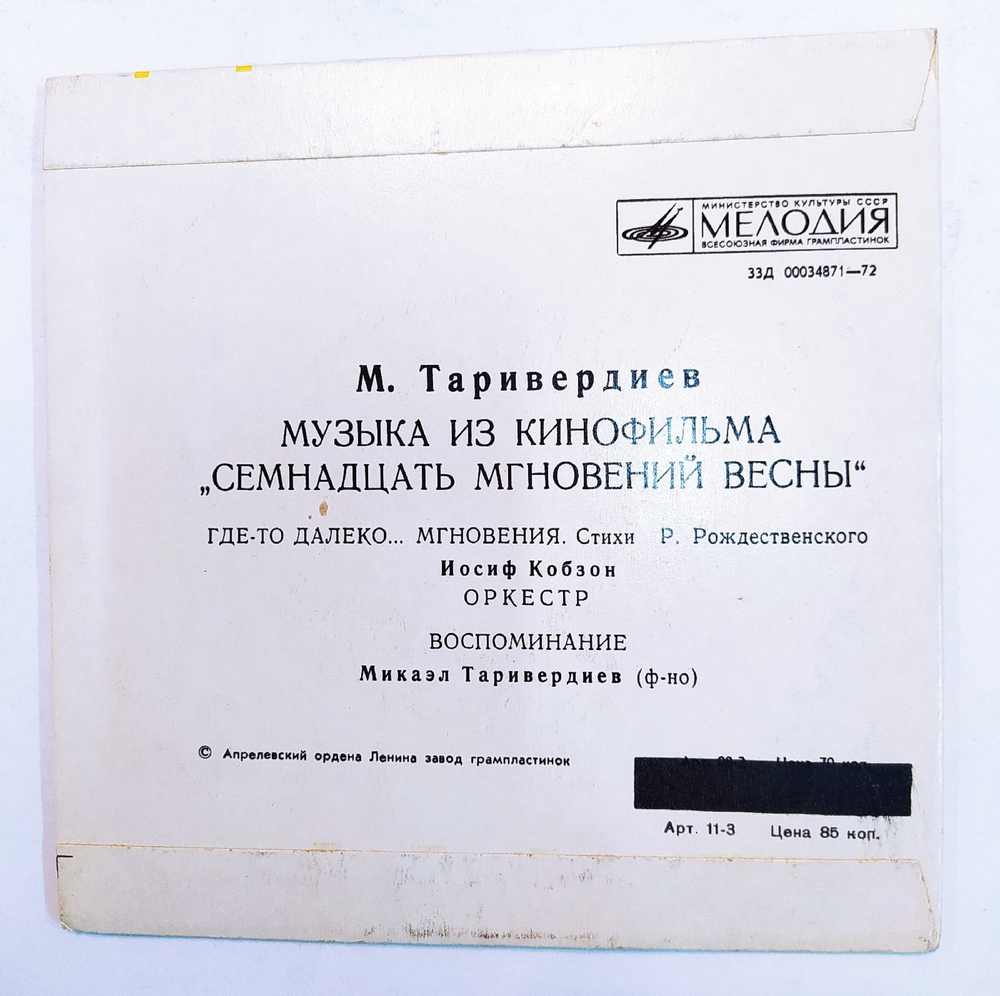 МИНИСТЕРСТВО КУЛЬТУРЫ СССР
МЕЛОДИЯ
ВСЕСОЮЗНАЯ ФИРМА ГРАМПЛАСТИНОК
33Д 00034871—72
М. Таривердиев
МУЗЫКА ИЗ КИНОФИЛЬМА
„СЕМНАДЦАТЬ МГНОВЕНИЙ ВЕСНЫ“
ГДЕ-ТО ДАЛЕКО... МГНОВЕНИЯ. Стихи Р. Рождественского
Иосиф Кобзон
ОРКЕСТР
ВОСПОМИНАНИЕ
Микаэл Таривердиев (ф-но)
© Апрелевский ордена Ленина завод грампластинок
Арт. 11-3 Цена 85 коп.